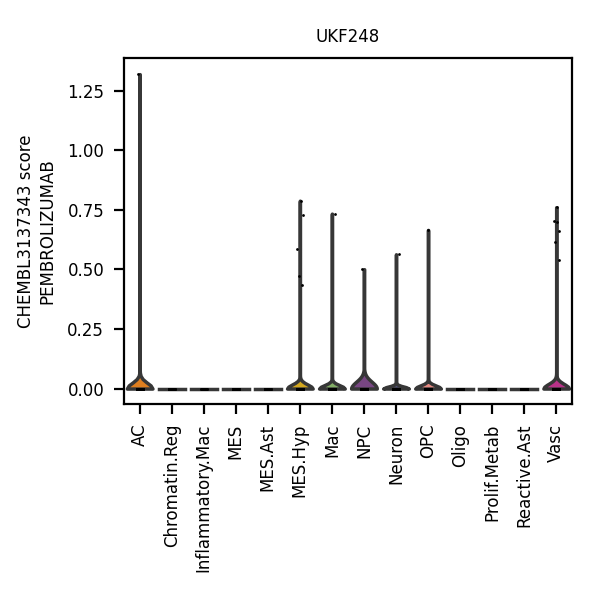 UKF248
CHEMBL3137343 score
PEMBROLIZUMAB
1.25
1.00
0.75
0.50
0.25
0.00
AC
Chromatin.Reg
Inflammatory.Mac
MES
MES.Ast
MES.Hyp
Mac
NPC
Neuron
OPC
Oligo
Prolif.Metab
Reactive.Ast
Vasc